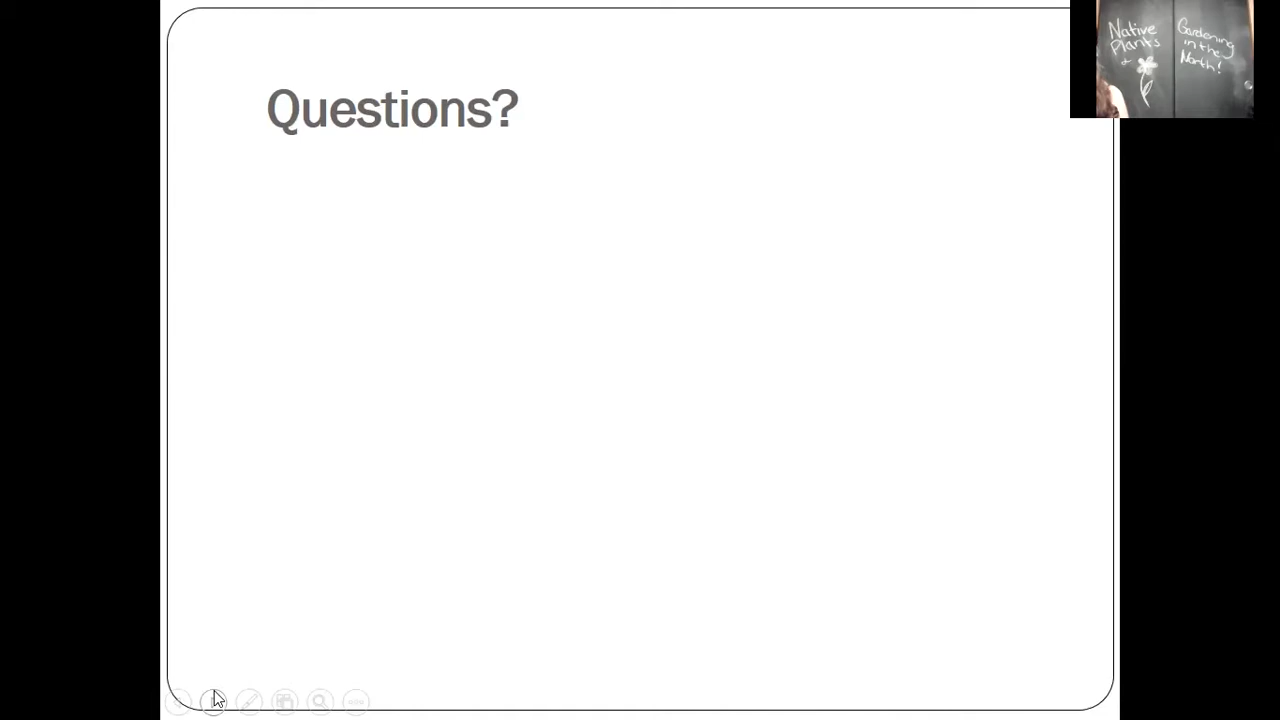 Questions?
Native
Plants
&
Gardening
in the
North!